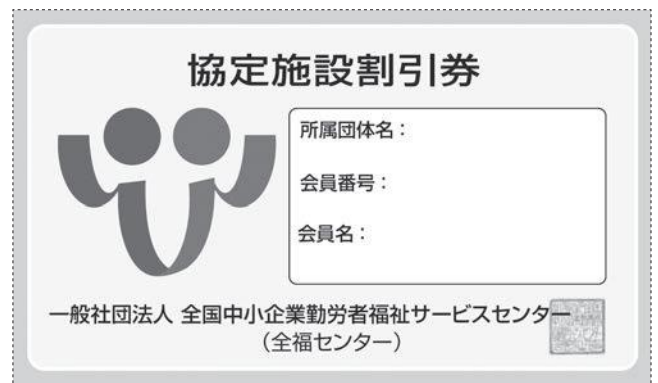 協定施設割引券
所属団体名：
会員番号：
会員名：
一般社団法人 全国中小企業勤労者福祉サービスセンター
（全福センター）